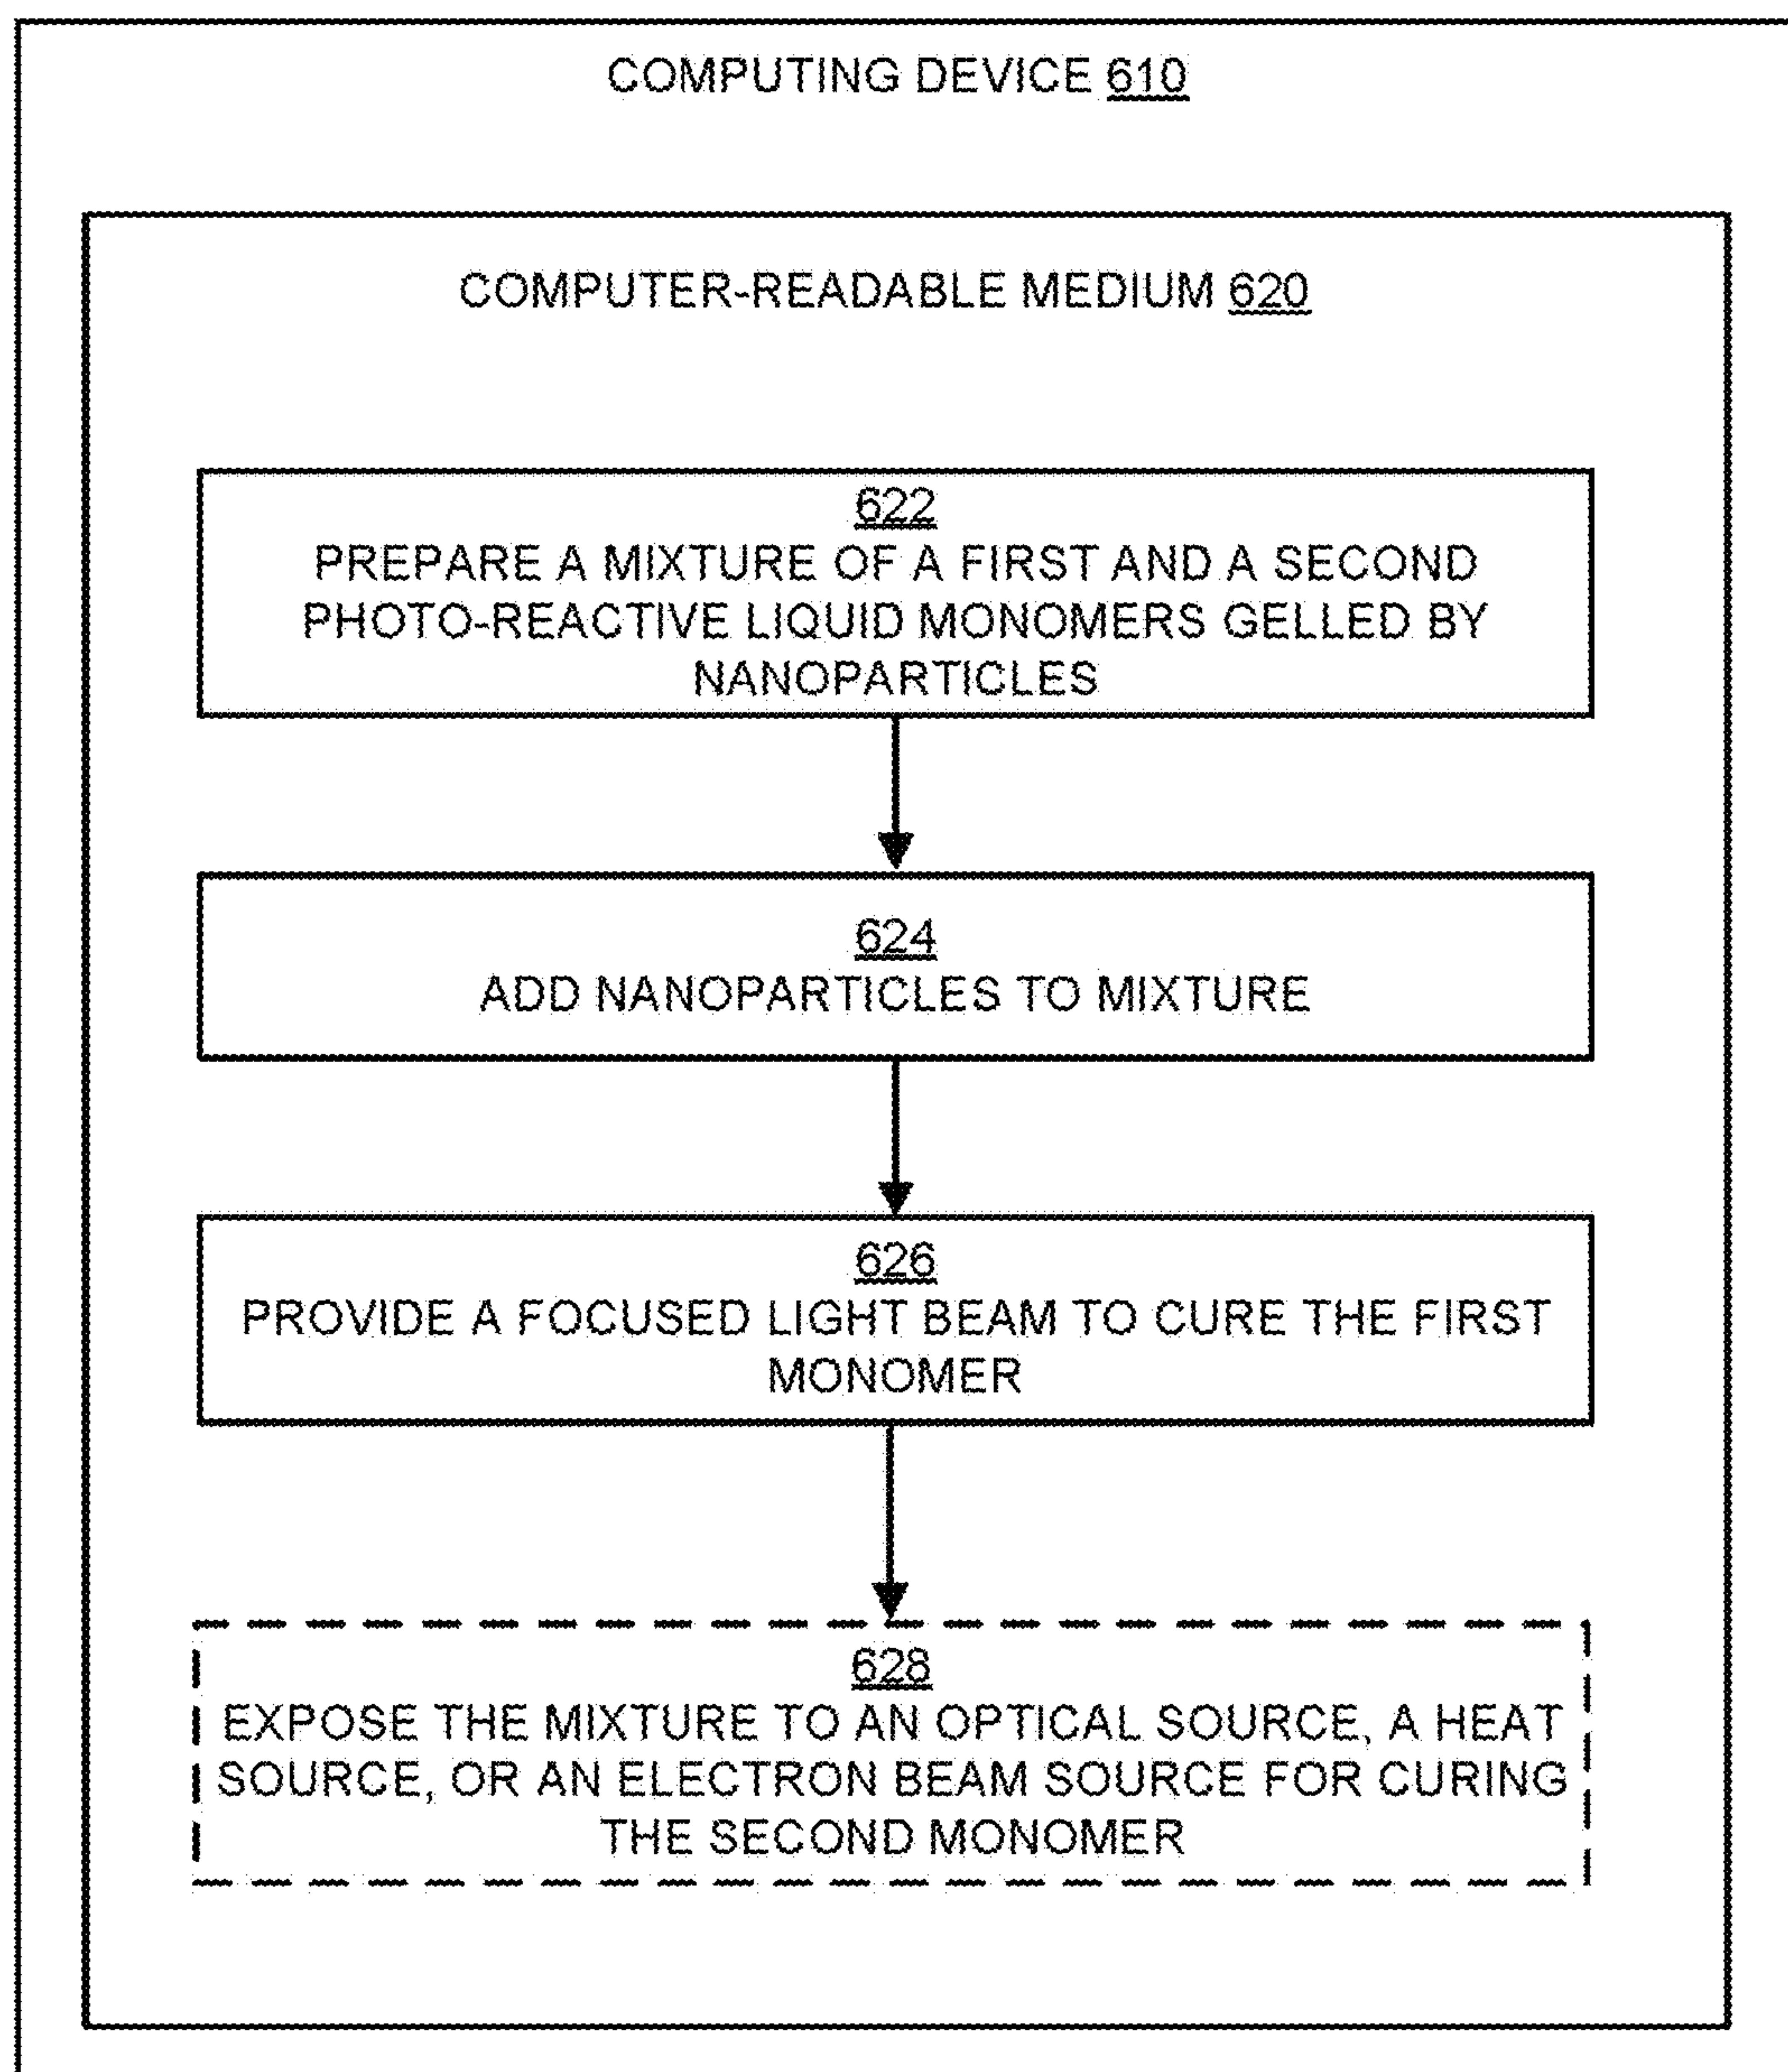 COMPUTING DEVICE 610
COMPUTER-READABLE MEDIUM 620
622
PREPARE A MIXTURE OF A FIRST AND A SECOND
PHOTO-REACTIVE LIQUID MONOMERS GELLED BY
NANOPARTICLES
624
ADD NANOPARTICLES TO MIXTURE
626
PROVIDE A FOCUSED LIGHT BEAM TO CURE THE FIRST
MONOMER
628
EXPOSE THE MIXTURE TO AN OPTICAL SOURCE, A HEAT
SOURCE, OR AN ELECTRON BEAM SOURCE FOR CURING
THE SECOND MONOMER